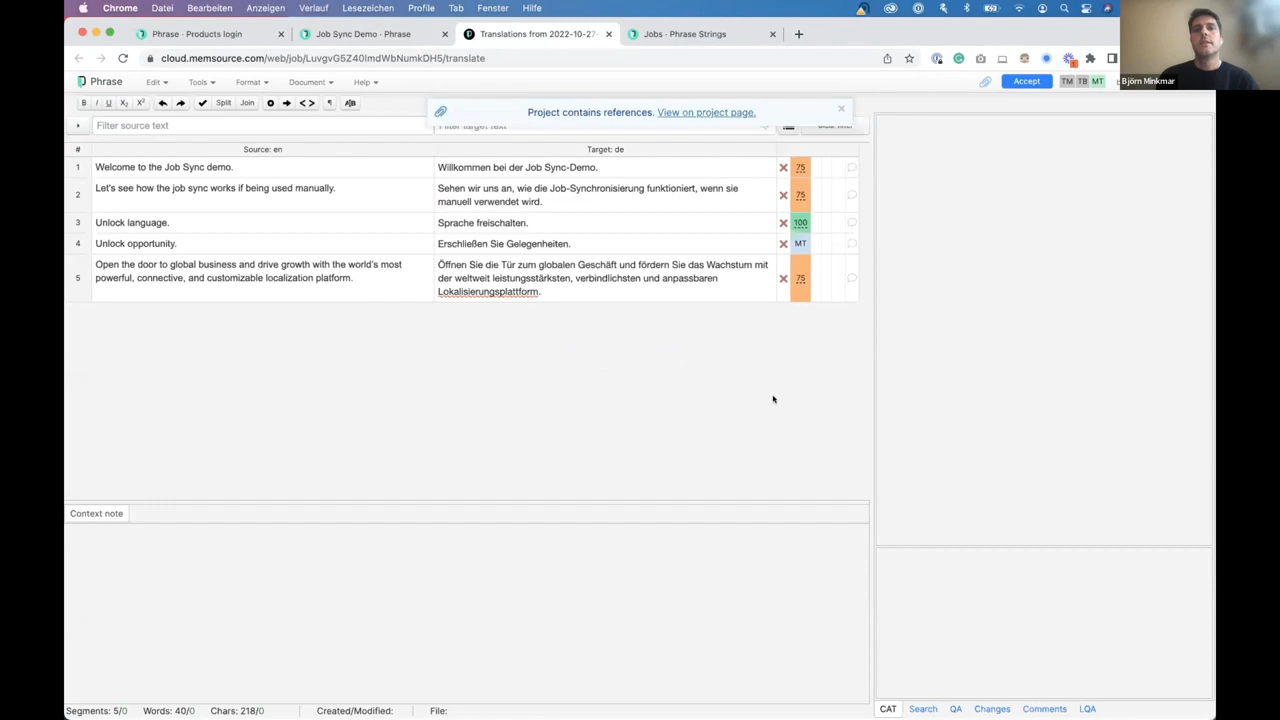 Chrome Datei Bearbeiten Anzeigen Verlauf Lesezeichen Profile Tab Fenster Hilfe
Phrase - Products login
Job Sync Demo - Phrase
Translations from 2022-10-27-
Jobs - Phrase Strings
cloud.memsource.com/web/job/LuvgvG5Z40ImdWbNumkDH5/translate
Björn Minkmar
Phrase Edit Tools Format Document Help
Accept TM TB MT
B I U X₂ X² Split Join
Project contains references. View on project page.
Filter source text
# Source: en Target: de
1 Welcome to the Job Sync demo. Willkommen bei der Job Sync-Demo. 75
2 Let's see how the job sync works if being used manually. Sehen wir uns an, wie die Job-Synchronisierung funktioniert, wenn sie
manuell verwendet wird. 75
3 Unlock language. Sprache freischalten. 100
4 Unlock opportunity. Erschließen Sie Gelegenheiten. MT
5 Open the door to global business and drive growth with the world's most
powerful, connective, and customizable localization platform.
Öffnen Sie die Tür zum globalen Geschäft und fördern Sie das Wachstum mit
der weltweit leistungsstärksten, verbindlichsten und anpassbaren
Lokalisierungsplattform. 75
Context note
Segments: 5/0 Words: 40/0 Chars: 218/0 Created/Modified: File:
CAT Search QA Changes Comments LQA